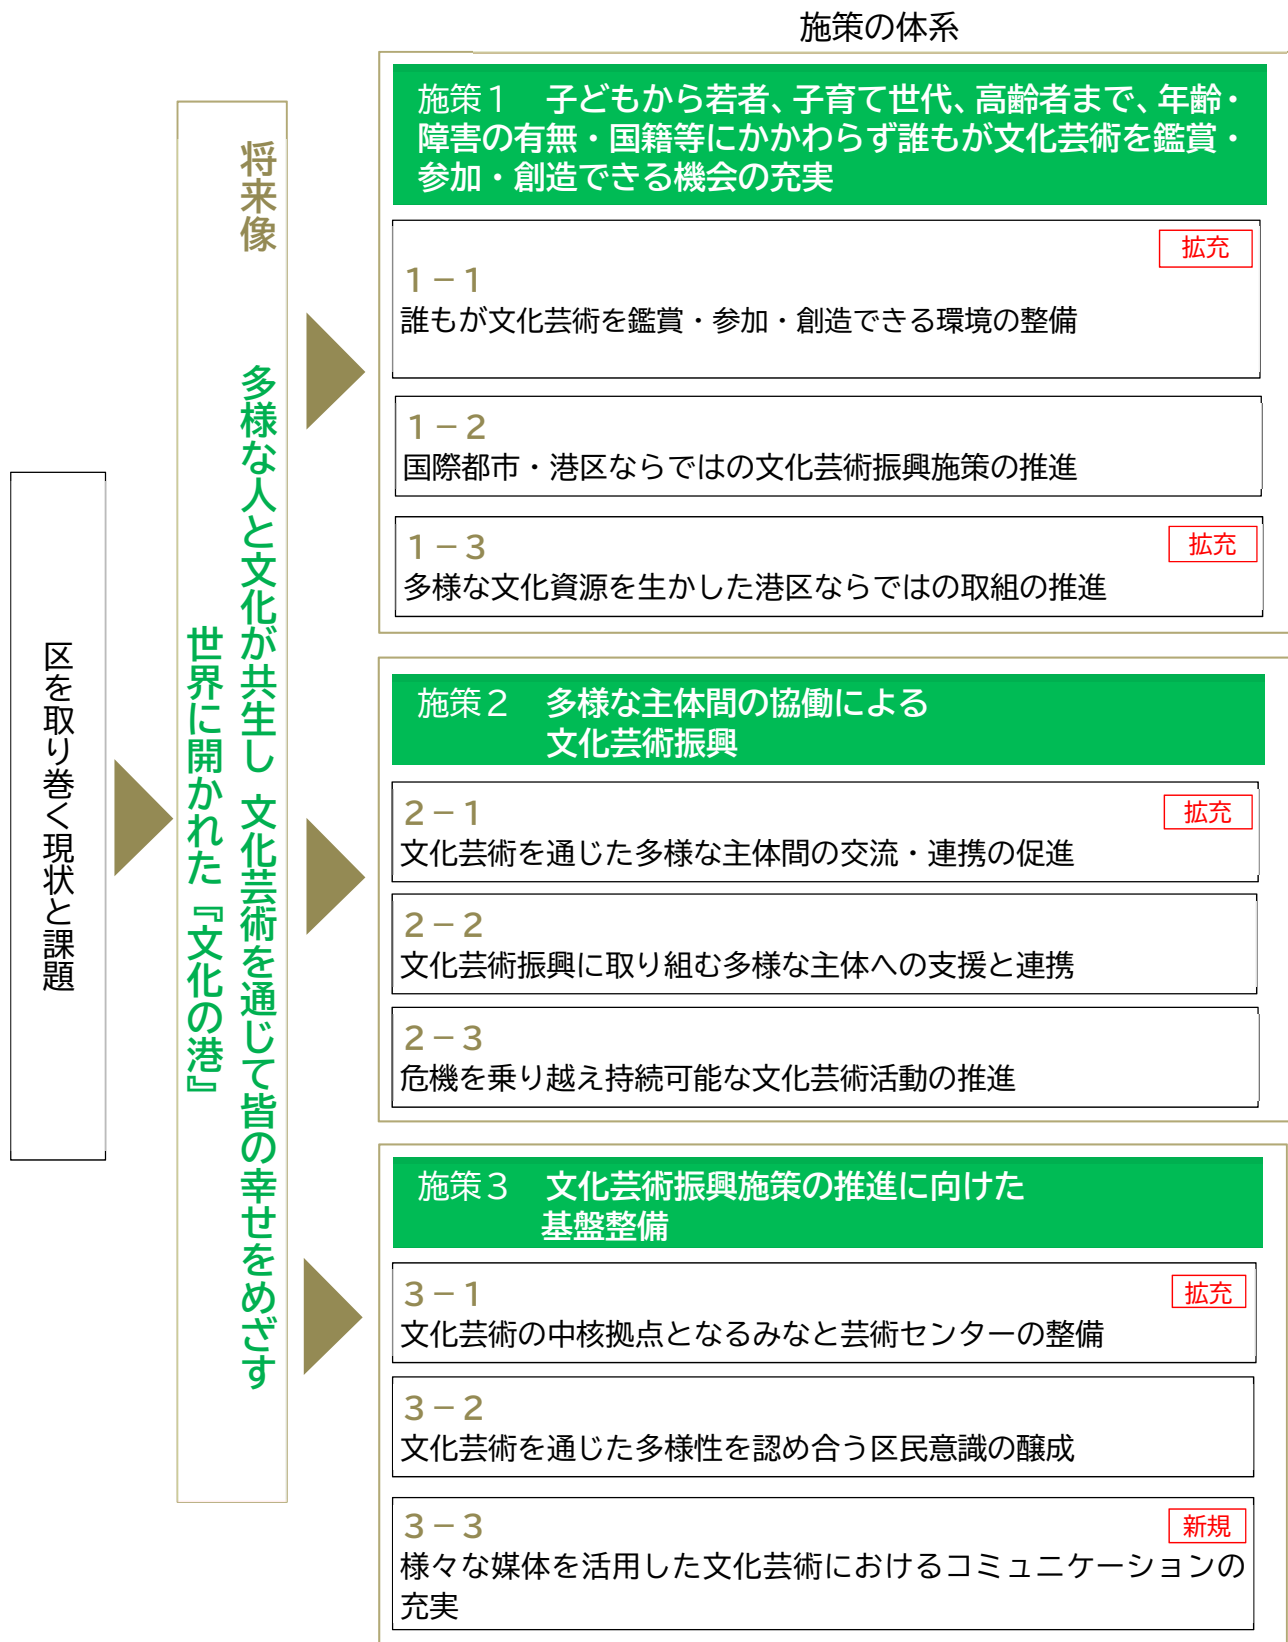 施策の体系
区を取り巻く現状と課題
将来像
多様な人と文化が共生し 文化芸術を通じて皆の幸せをめざす
世界に開かれた『文化の港』
施策１ 子どもから若者、子育て世代、高齢者まで、年齢・
障害の有無・国籍等にかかわらず誰もが文化芸術を鑑賞・
参加・創造できる機会の充実
拡充
１－１
誰もが文化芸術を鑑賞・参加・創造できる環境の整備
１－２
国際都市・港区ならではの文化芸術振興施策の推進
拡充
１－３
多様な文化資源を生かした港区ならではの取組の推進
施策２ 多様な主体間の協働による
文化芸術振興
拡充
２－１
文化芸術を通じた多様な主体間の交流・連携の促進
２－２
文化芸術振興に取り組む多様な主体への支援と連携
２－３
危機を乗り越え持続可能な文化芸術活動の推進
施策３ 文化芸術振興施策の推進に向けた
基盤整備
拡充
３－１
文化芸術の中核拠点となるみなと芸術センターの整備
３－２
文化芸術を通じた多様性を認め合う区民意識の醸成
新規
３－３
様々な媒体を活用した文化芸術におけるコミュニケーションの
充実